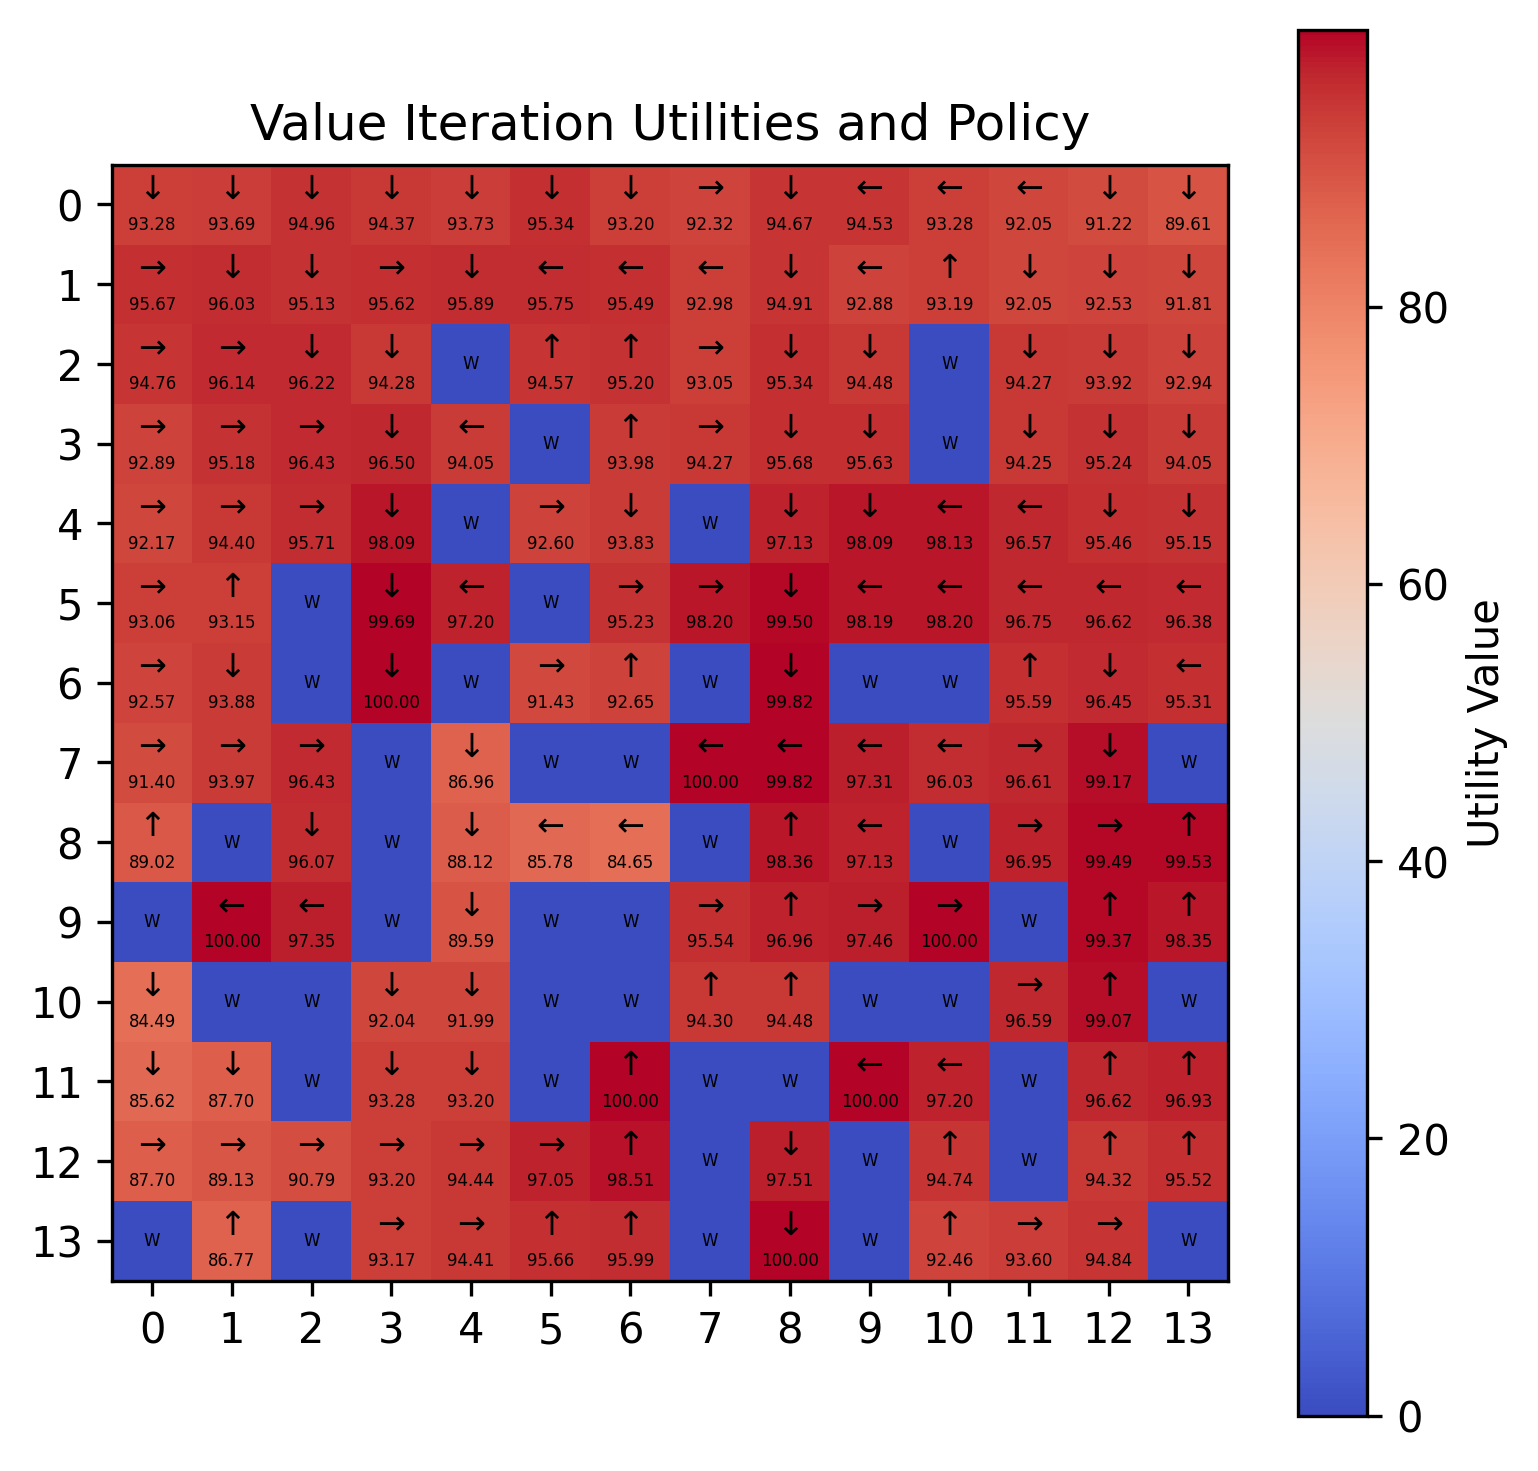 Value Iteration Utilities and Policy
0 ↓ ↓ ↓ ↓ ↓ ↓ ↓ → ↓ ← ← ← ↓ ↓
93.28 93.69 94.96 94.37 93.73 95.34 93.20 92.32 94.67 94.53 93.28 92.05 91.22 89.61
1 → ↓ ↓ → ↓ ← ← ← ↓ ← ↑ ↓ ↓ ↓
95.67 96.03 95.13 95.62 95.89 95.75 95.49 92.98 94.91 92.88 93.19 92.05 92.53 91.81
2 → → ↓ ↓ W ↑ ↑ → ↓ ↓ W ↓ ↓ ↓
94.76 96.14 96.22 94.28 94.57 95.20 93.05 95.34 94.48 94.27 93.92 92.94
3 → → → ↓ ← W ↑ → ↓ ↓ W ↓ ↓ ↓
92.89 95.18 96.43 96.50 94.05 93.98 94.27 95.68 95.63 94.25 95.24 94.05
4 → → → ↓ W → ↓ W ↓ ↓ ← ← ↓ ↓
92.17 94.40 95.71 98.09 92.60 93.83 97.13 98.09 98.13 96.57 95.46 95.15
5 → ↑ W ↓ ← W → → ↓ ← ← ← ← ←
93.06 93.15 99.69 97.20 95.23 98.20 99.50 98.19 98.20 96.75 96.62 96.38
6 → ↓ W ↓ W → ↑ W ↓ W W ↑ ↓ ←
92.57 93.88 100.00 91.43 92.65 99.82 95.59 96.45 95.31
7 → → → W ↓ W W ← ← ← ← → ↓ W
91.40 93.97 96.43 86.96 100.00 99.82 97.31 96.03 96.61 99.17
8 ↑ W ↓ W ↓ ← ← W ↑ ← W → → ↑
89.02 96.07 88.12 85.78 84.65 98.36 97.13 96.95 99.49 99.53
9 W ← ← W ↓ W W → ↑ → → W ↑ ↑
100.00 97.35 89.59 95.54 96.96 97.46 100.00 99.37 98.35
10 ↓ W W ↓ ↓ W W ↑ ↑ W W → ↑ W
84.49 92.04 91.99 94.30 94.48 96.59 99.07
11 ↓ ↓ W ↓ ↓ W ↑ W W ← ← W ↑ ↑
85.62 87.70 93.28 93.20 100.00 100.00 97.20 96.62 96.93
12 → → → → → → ↑ W ↓ W ↑ W ↑ ↑
87.70 89.13 90.79 93.20 94.44 97.05 98.51 97.51 94.74 94.32 95.52
13 W ↑ W → → ↑ ↑ W ↓ W ↑ → → W
86.77 93.17 94.41 95.66 95.99 100.00 92.46 93.60 94.84
0 1 2 3 4 5 6 7 8 9 10 11 12 13
80
60
40
20
0
Utility Value